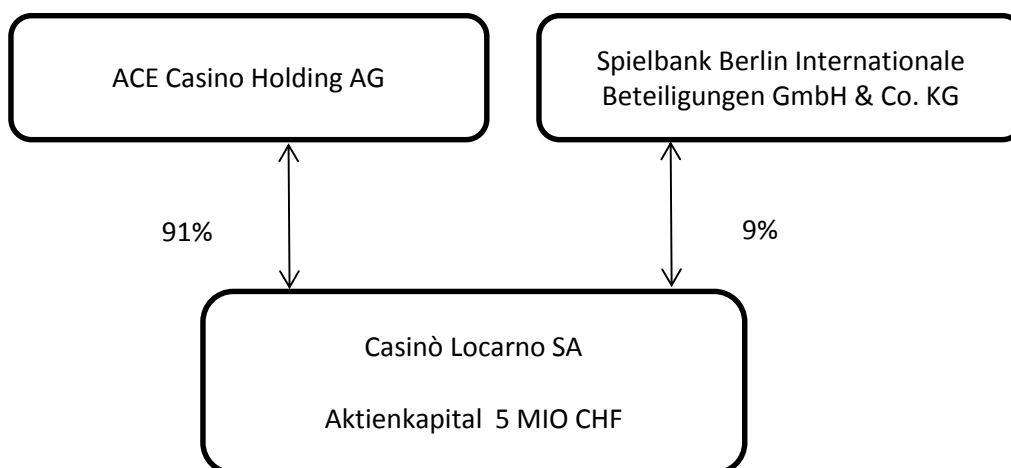 ACE Casino Holding AG
Spielbank Berlin Internationale
Beteiligungen GmbH & Co. KG
91%
9%
Casinò Locarno SA
Aktienkapital  5 MIO CHF